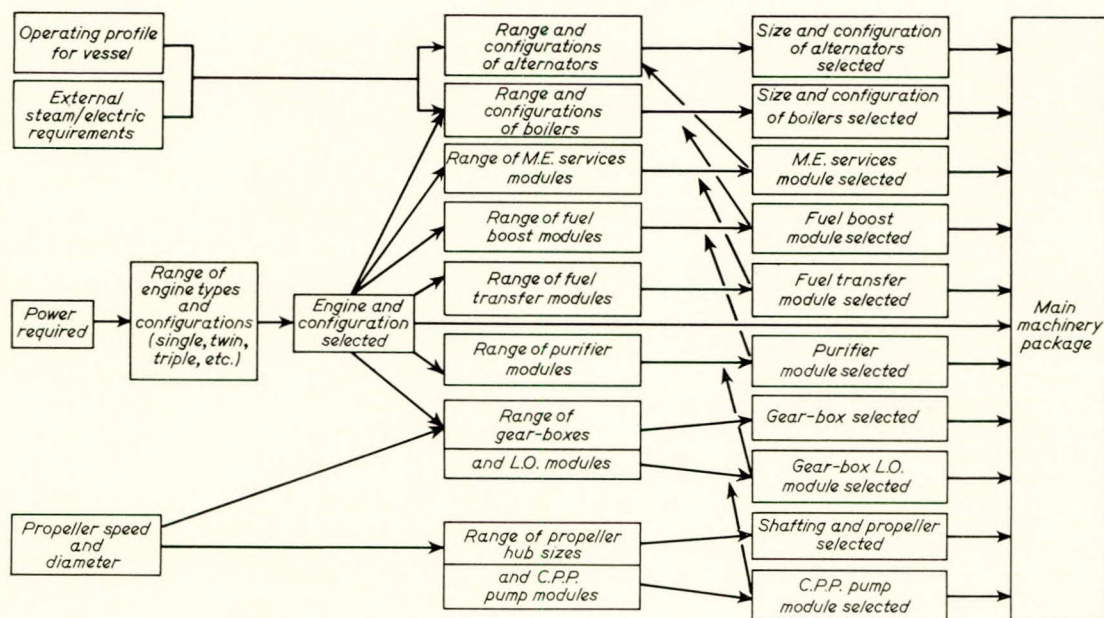 Operating profile
for vessel
External
steam/electric
requirements
Power
required
Range of
engine types
and
configurations
(single, twin,
triple, etc.)
Engine and
configuration
selected
Propeller speed
and
diameter
Range and
configurations
of alternators
Range and
configurations
of boilers
Range of M.E. services
modules
Range of fuel
boost modules
Range of fuel
transfer modules
Range of purifier
modules
Range of
gear-boxes
and L.O. modules
Range of propeller
hub sizes
and C.P.P.
pump modules
Size and configuration
of alternators
selected
Size and configuration
of boilers selected
M.E. services
module selected
Fuel boost
module selected
Fuel transfer
module selected
Purifier
module selected
Gear-box selected
Gear-box L.O.
module selected
Shafting and propeller
selected
C.P.P. pump
module selected
Main
machinery
package